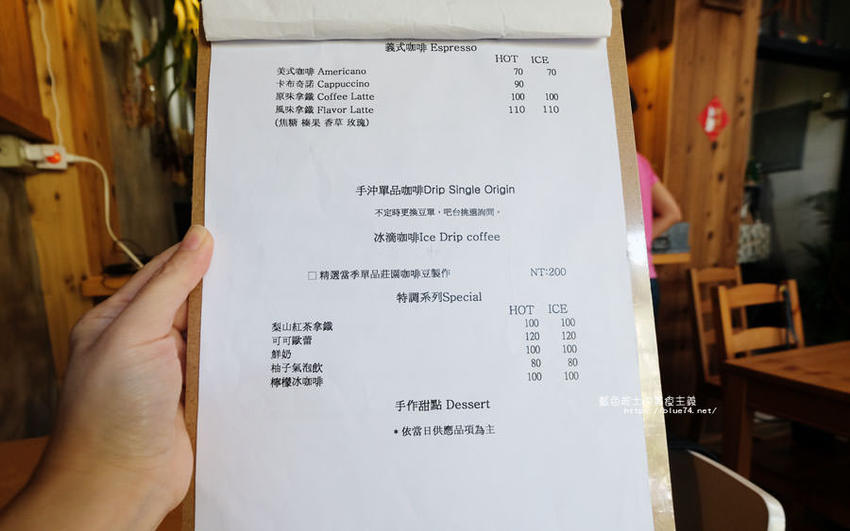 義式咖啡 Espresso
HOT ICE
美式咖啡 Americano 70 70
卡布奇諾 Cappuccino 90
原味拿鐵 Coffee Latte 100 100
風味拿鐵 Flavor Latte 110 110
(焦糖 榛果 香草 玫瑰)
手沖單品咖啡Drip Single Origin
不定時更換豆單，吧台挑選詢問。
冰滴咖啡Ice Drip coffee
□ 精選當季單品莊園咖啡豆製作 NT:200
特調系列Special
HOT ICE
梨山紅茶拿鐵 100 100
可可歐蕾 120 120
鮮奶 100 100
柚子氣泡飲 80 80
檸檬冰咖啡 100 100
手作甜點 Dessert
* 依當日供應品項為主
https://blue74.net/